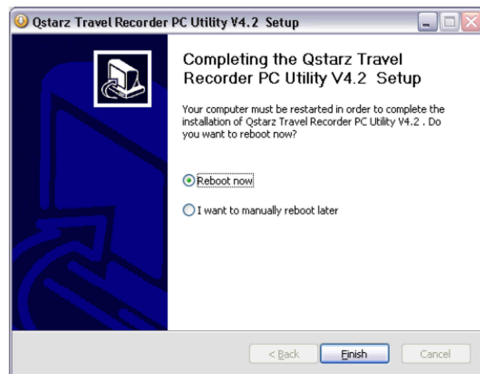 Qstarz Travel Recorder PC Utility V4.2 Setup
Completing the Qstarz Travel
Recorder PC Utility V4.2 Setup
Your computer must be restarted in order to complete the
installation of Qstarz Travel Recorder PC Utility V4.2 . Do
you want to reboot now?
Reboot now
I want to manually reboot later
< Back
Finish
Cancel